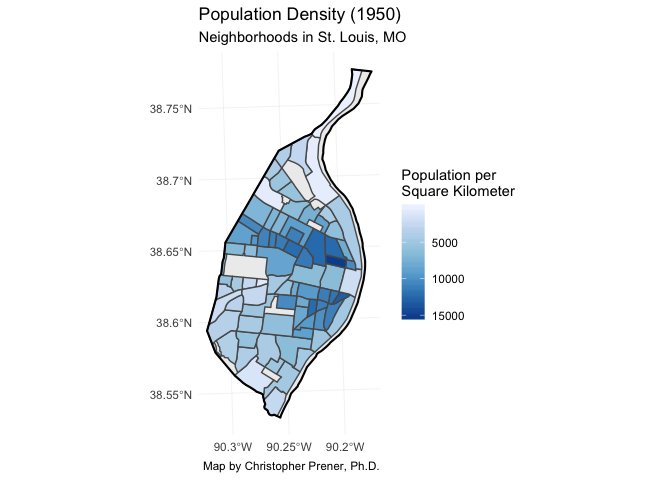 Population Density (1950)
Neighborhoods in St. Louis, MO
38.75°N
38.7°N
38.65°N
38.6°N
38.55°N
90.3°W 90.25°W 90.2°W
Population per
Square Kilometer
5000
10000
15000
Map by Christopher Prener, Ph.D.